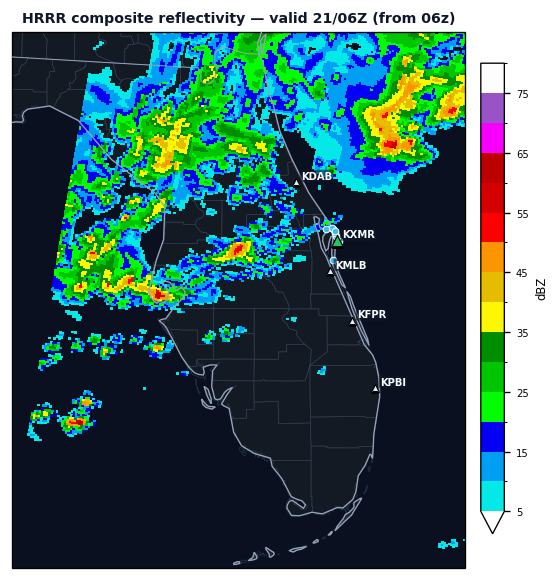 HRRR composite reflectivity — valid 21/06Z (from 06z)
75
65
55
45
35
25
15
5
dBZ
KDAB
KXMR
KMLB
KFPR
KPBI